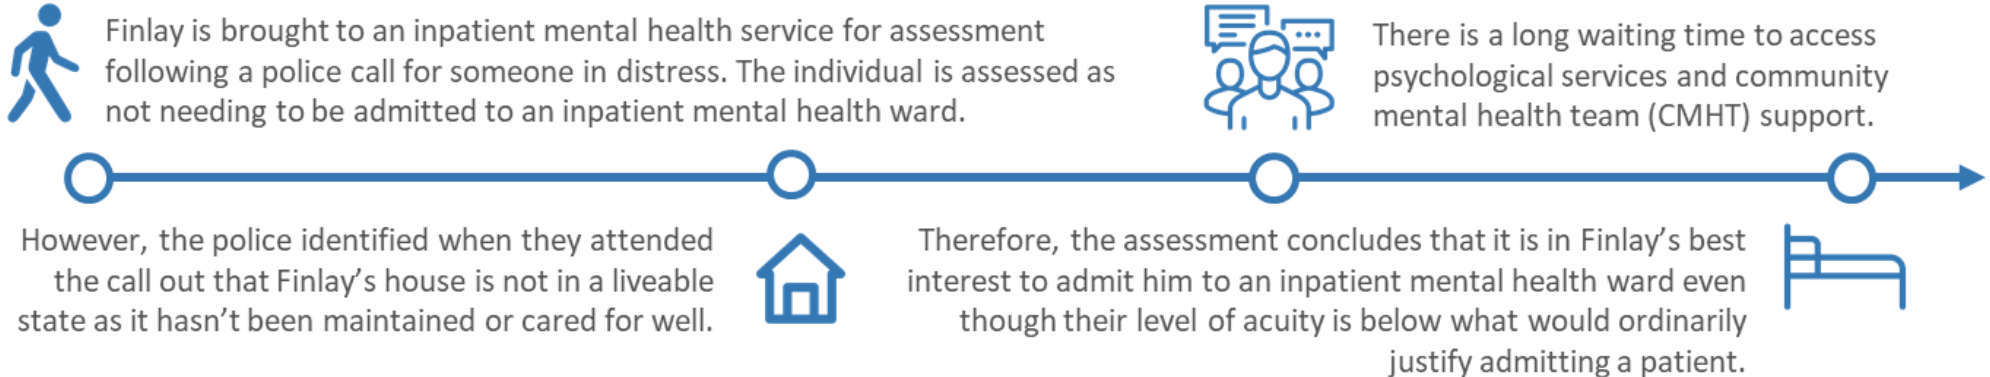 Finlay is brought to an inpatient mental health service for assessment
following a police call for someone in distress. The individual is assessed as
not needing to be admitted to an inpatient mental health ward.
However, the police identified when they attended
the call out that Finlay’s house is not in a liveable
state as it hasn’t been maintained or cared for well.
There is a long waiting time to access
psychological services and community
mental health team (CMHT) support.
Therefore, the assessment concludes that it is in Finlay’s best
interest to admit him to an inpatient mental health ward even
though their level of acuity is below what would ordinarily
justify admitting a patient.